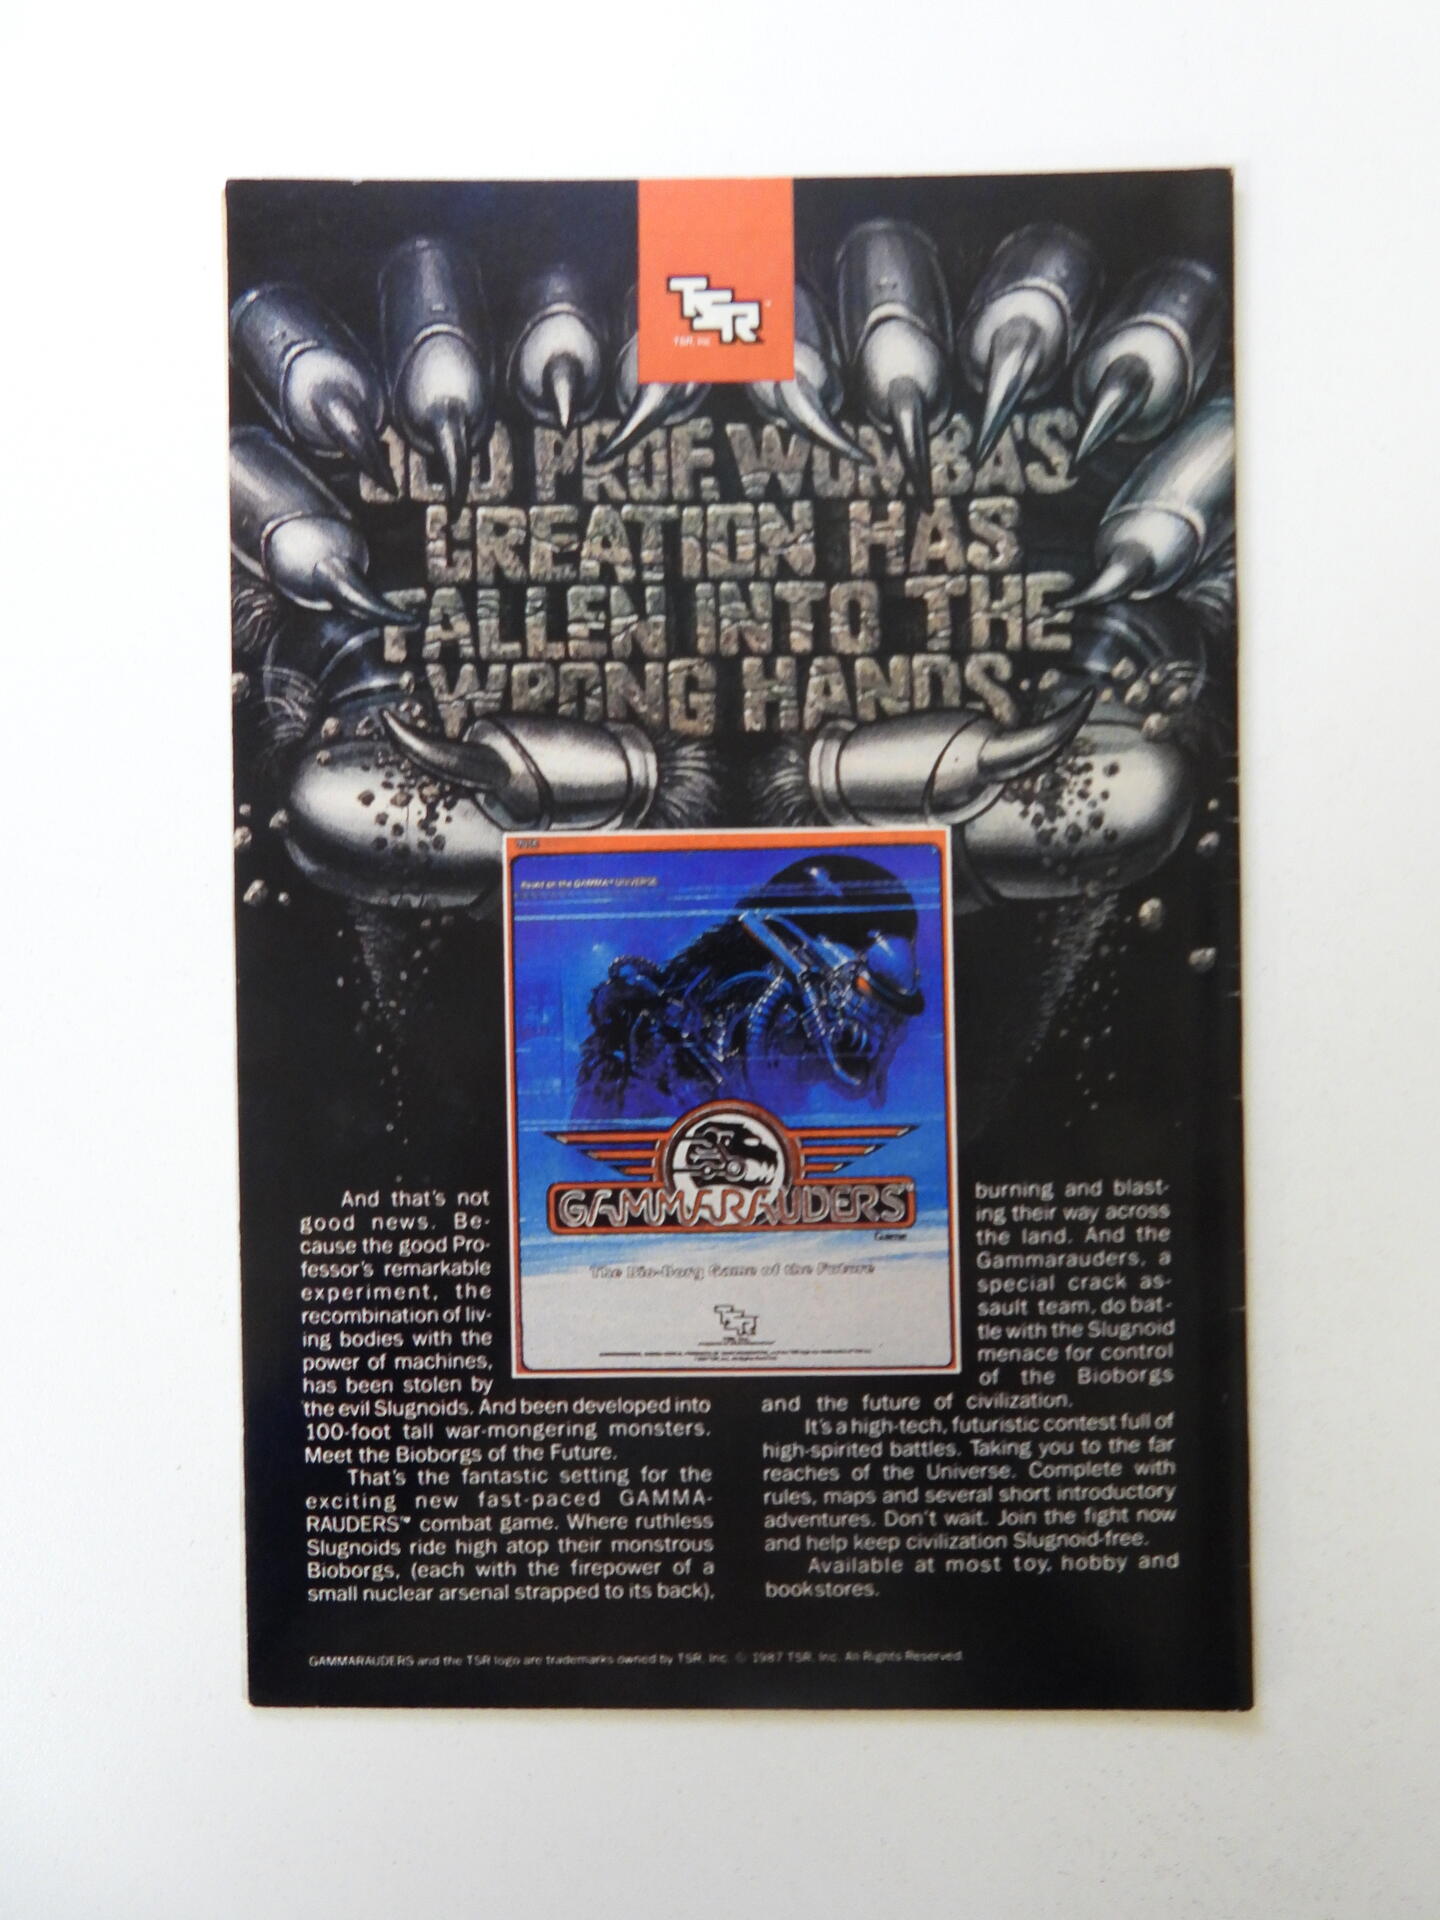 TSR
TSR, Inc.
OLD PROF. WOMBA'S
CREATION HAS
FALLEN INTO THE
WRONG HANDS.
Based on the GAMMA UNIVERSE
GAMMARAUDERS™
Game
The Bio-Borg Game of the Future
TSR
TSR, Inc.
And that's not
good news. Be-
cause the good Pro-
fessor's remarkable
experiment, the
recombination of liv-
ing bodies with the
power of machines,
has been stolen by
the evil Slugnoids. And been developed into
100-foot tall war-mongering monsters.
Meet the Bioborgs of the Future.
That's the fantastic setting for the
exciting new fast-paced GAMMA-
RAUDERS™ combat game. Where ruthless
Slugnoids ride high atop their monstrous
Bioborgs, (each with the firepower of a
small nuclear arsenal strapped to its back),
burning and blast-
ing their way across
the land. And the
Gammarauders, a
special crack as-
sault team, do bat-
tle with the Slugnoid
menace for control
of the Bioborgs
and the future of civilization.
It's a high-tech, futuristic contest full of
high-spirited battles. Taking you to the far
reaches of the Universe. Complete with
rules, maps and several short introductory
adventures. Don't wait. Join the fight now
and help keep civilization Slugnoid-free.
Available at most toy, hobby and
bookstores.
GAMMARAUDERS and the TSR logo are trademarks owned by TSR, Inc. © 1987 TSR, Inc. All Rights Reserved.